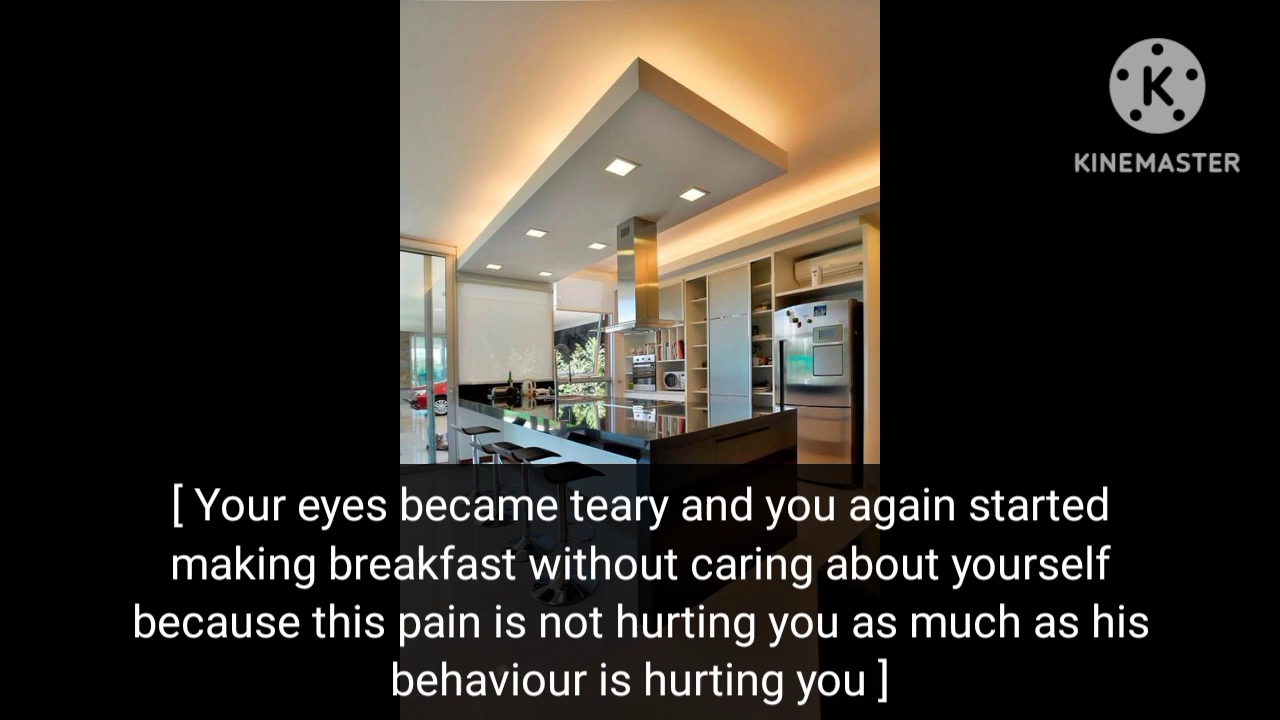 KINEMASTER
[ Your eyes became teary and you again started
making breakfast without caring about yourself
because this pain is not hurting you as much as his
behaviour is hurting you ]